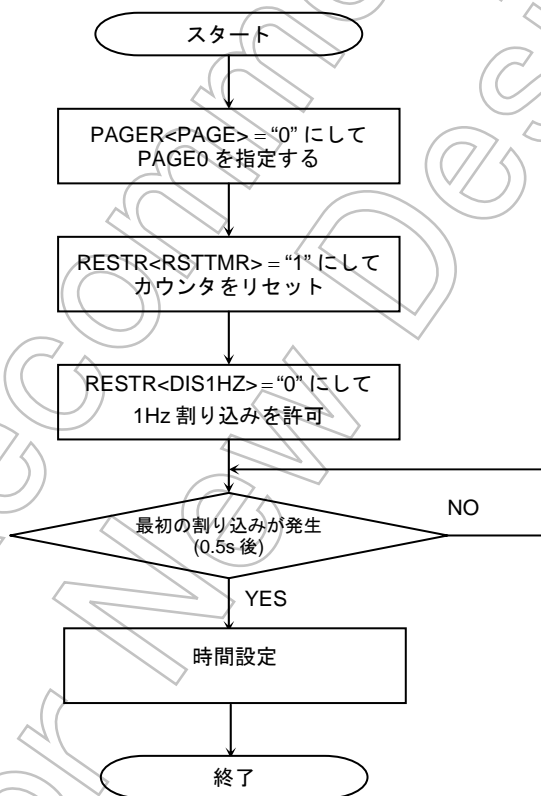 スタート
PAGER<PAGE> = “0” にして
PAGE0 を指定する
RESTR<RSTTMR> = “1” にして
カウンタをリセット
RESTR<DIS1HZ> = “0” にして
1Hz 割り込みを許可
最初の割り込みが発生
(0.5s 後)
NO
YES
時間設定
終了